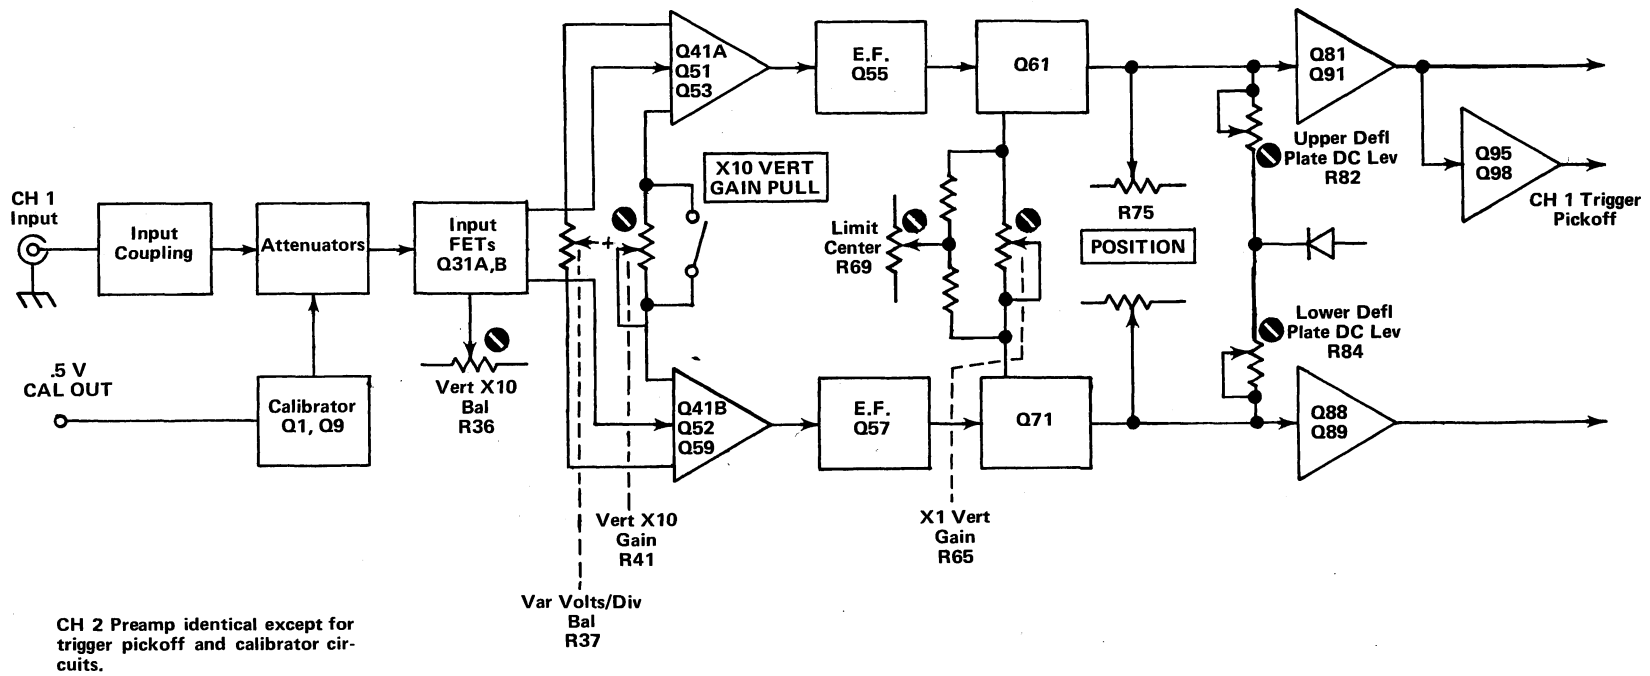 CH 1
Input
Input
Coupling
Attenuators
Input
FETs
Q31A,B
.5 V
CAL OUT
Calibrator
Q1, Q9
Vert X10
Bal
R36
Q41A
Q51
Q53
X10 VERT
GAIN PULL
+
Q41B
Q52
Q59
Vert X10
Gain
R41
Var Volts/Div
Bal
R37
E.F.
Q55
E.F.
Q57
Q61
Limit
Center
R69
Q71
X1 Vert
Gain
R65
R75
POSITION
Q81
Q91
Upper Defl
Plate DC Lev
R82
Lower Defl
Plate DC Lev
R84
Q88
Q89
Q95
Q98
CH 1 Trigger
Pickoff
CH 2 Preamp identical except for
trigger pickoff and calibrator cir-
cuits.